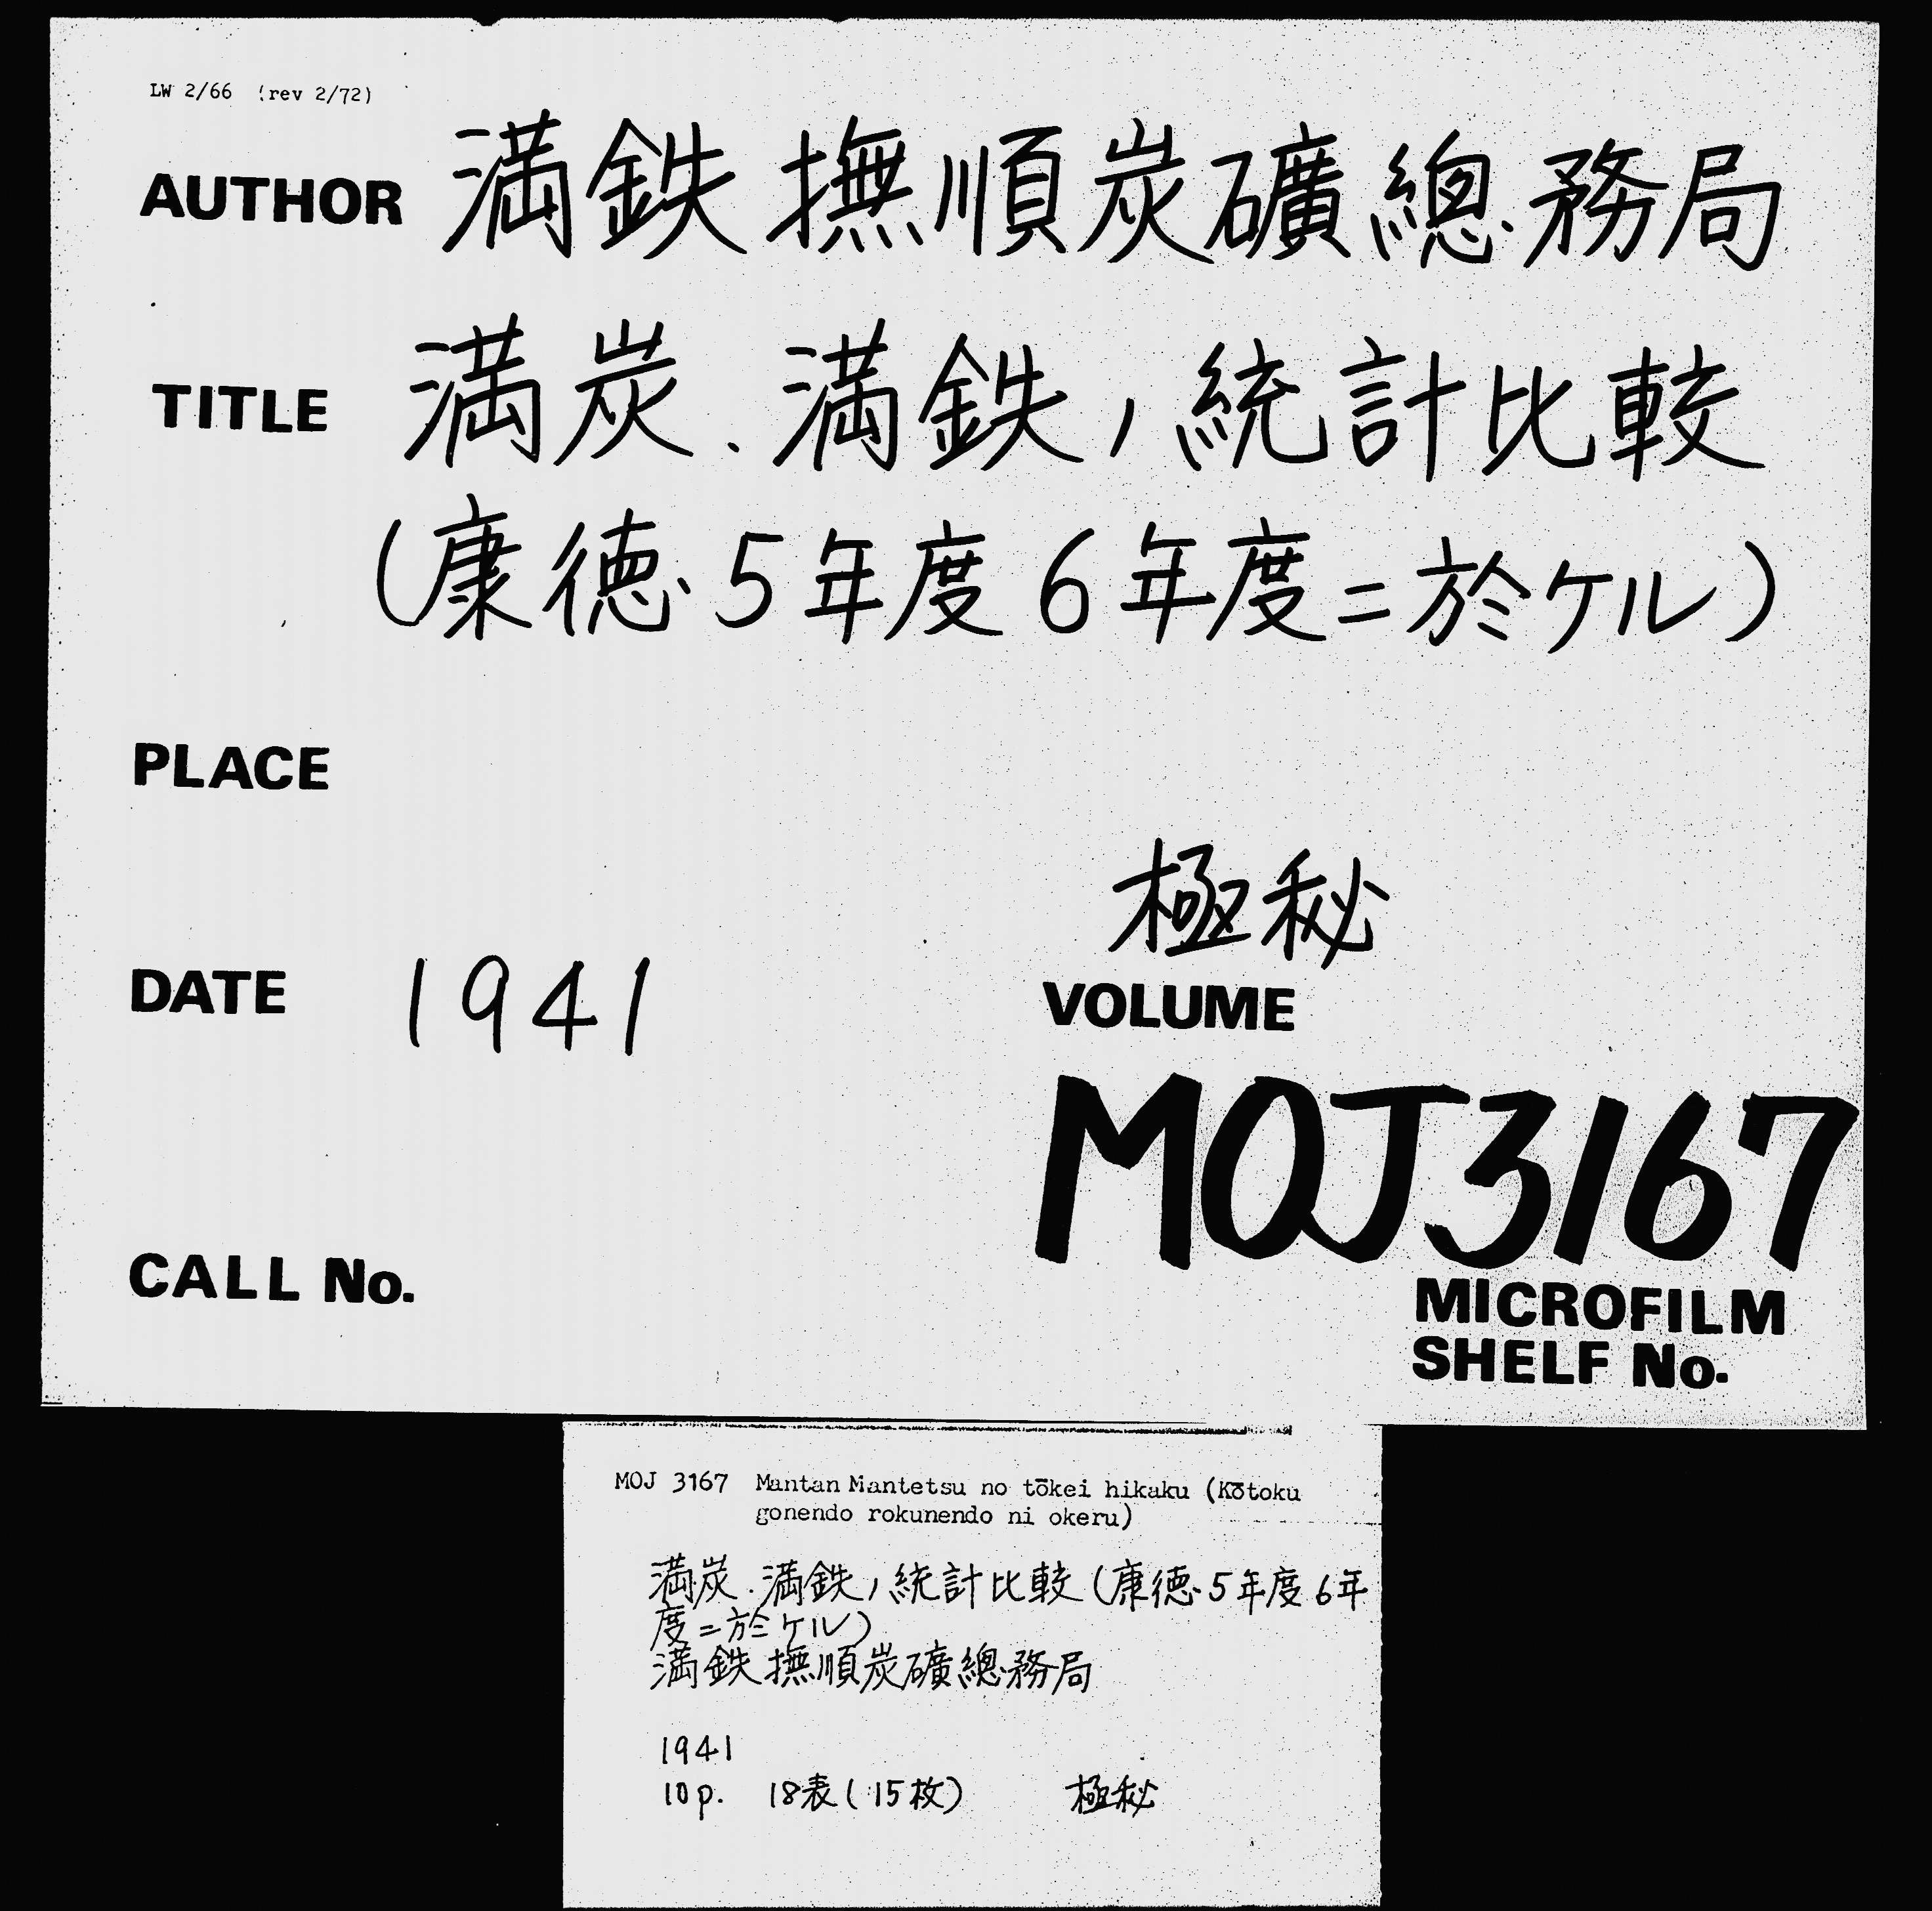 LW 2/66 (rev 2/72)
AUTHOR 満鉄撫順炭礦總務局
TITLE 満炭.満鉄ノ統計比較
(康徳5年度6年度ニ於ケル)
PLACE
極秘
DATE 1941
VOLUME
MOJ3167
CALL No.
MICROFILM
SHELF No.
MOJ 3167 Mantan Mantetsu no tōkei hikaku (Kōtoku
gonendo rokunendo ni okeru)
満炭.満鉄ノ統計比較(康徳5年度6年
度ニ於ケル)
満鉄撫順炭礦總務局
1941
10p. 18表(15枚) 極秘